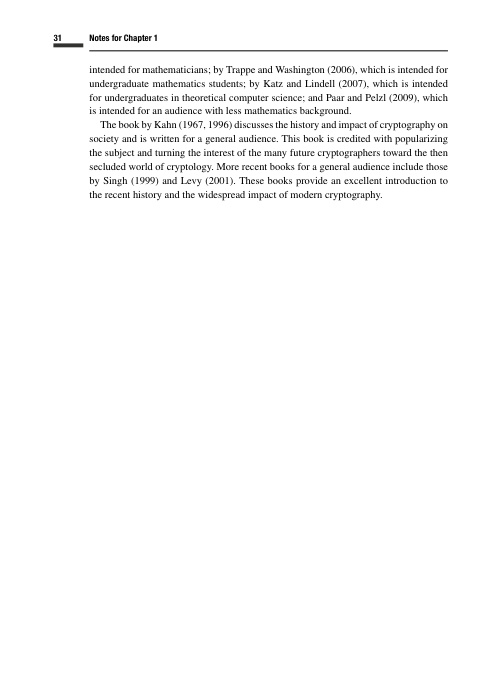 31 Notes for Chapter 1
intended for mathematicians; by Trappe and Washington (2006), which is intended for
undergraduate mathematics students; by Katz and Lindell (2007), which is intended
for undergraduates in theoretical computer science; and Paar and Pelzl (2009), which
is intended for an audience with less mathematics background.
The book by Kahn (1967, 1996) discusses the history and impact of cryptography on
society and is written for a general audience. This book is credited with popularizing
the subject and turning the interest of the many future cryptographers toward the then
secluded world of cryptology. More recent books for a general audience include those
by Singh (1999) and Levy (2001). These books provide an excellent introduction to
the recent history and the widespread impact of modern cryptography.